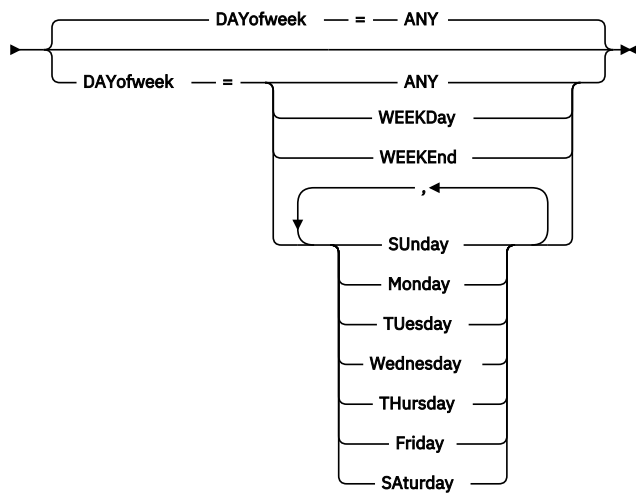 DAYofweek = ANY
DAYofweek = ANY
WEEKDay
WEEKEnd
,
SUnday
Monday
TUesday
Wednesday
THursday
Friday
SAturday